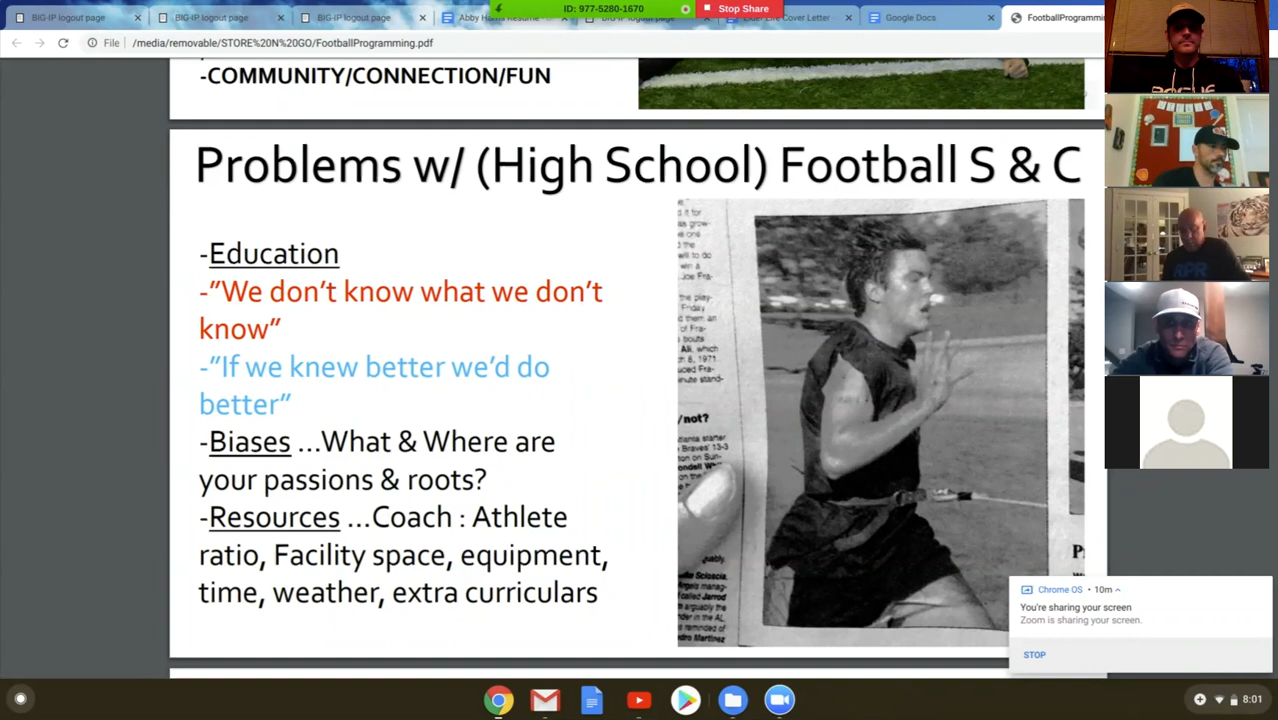 BIG-IP logout page
BIG-IP logout page
BIG-IP logout page
ID: 977-5280-1670
Stop Share
Google Docs
FootballProgramming
File
/media/removable/STORE%20N%20GO/FootballProgramming.pdf
-COMMUNITY/CONNECTION/FUN
Problems w/ (High School) Football S & C
-Education
-"We don't know what we don't
know"
-"If we knew better we'd do
better"
-Biases ...What & Where are
your passions & roots?
-Resources ...Coach : Athlete
ratio, Facility space, equipment,
time, weather, extra curriculars
/not?
ROGUE
RPR
Chrome OS • 10m
You're sharing your screen
Zoom is sharing your screen.
STOP
8:01